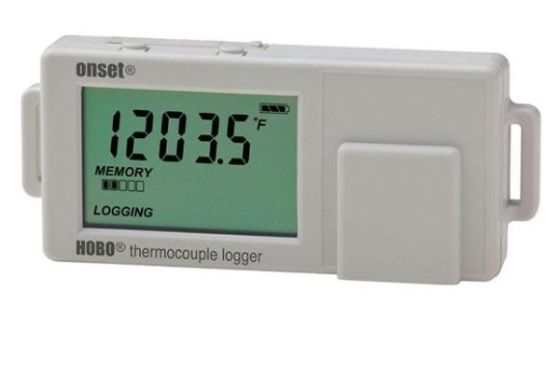 onset®
1203.5 °F
MEMORY
LOGGING
HOBO® thermocouple logger